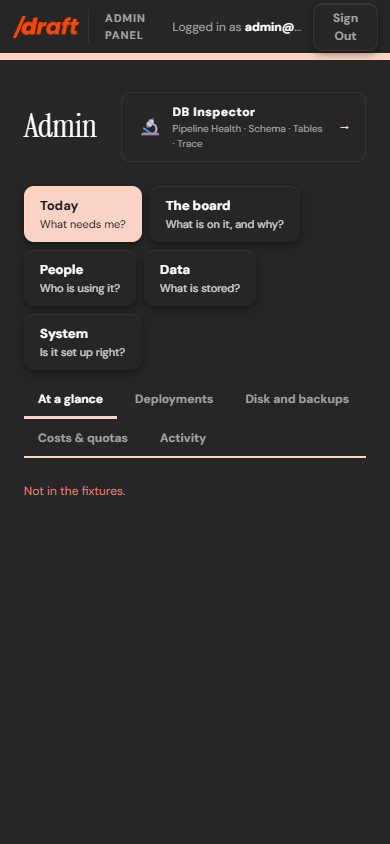 /draft
ADMIN
PANEL
Logged in as admin@...
Sign
Out
Admin
DB Inspector
Pipeline Health · Schema · Tables
· Trace
→
Today
What needs me?
The board
What is on it, and why?
People
Who is using it?
Data
What is stored?
System
Is it set up right?
At a glance
Deployments
Disk and backups
Costs & quotas
Activity
Not in the fixtures.